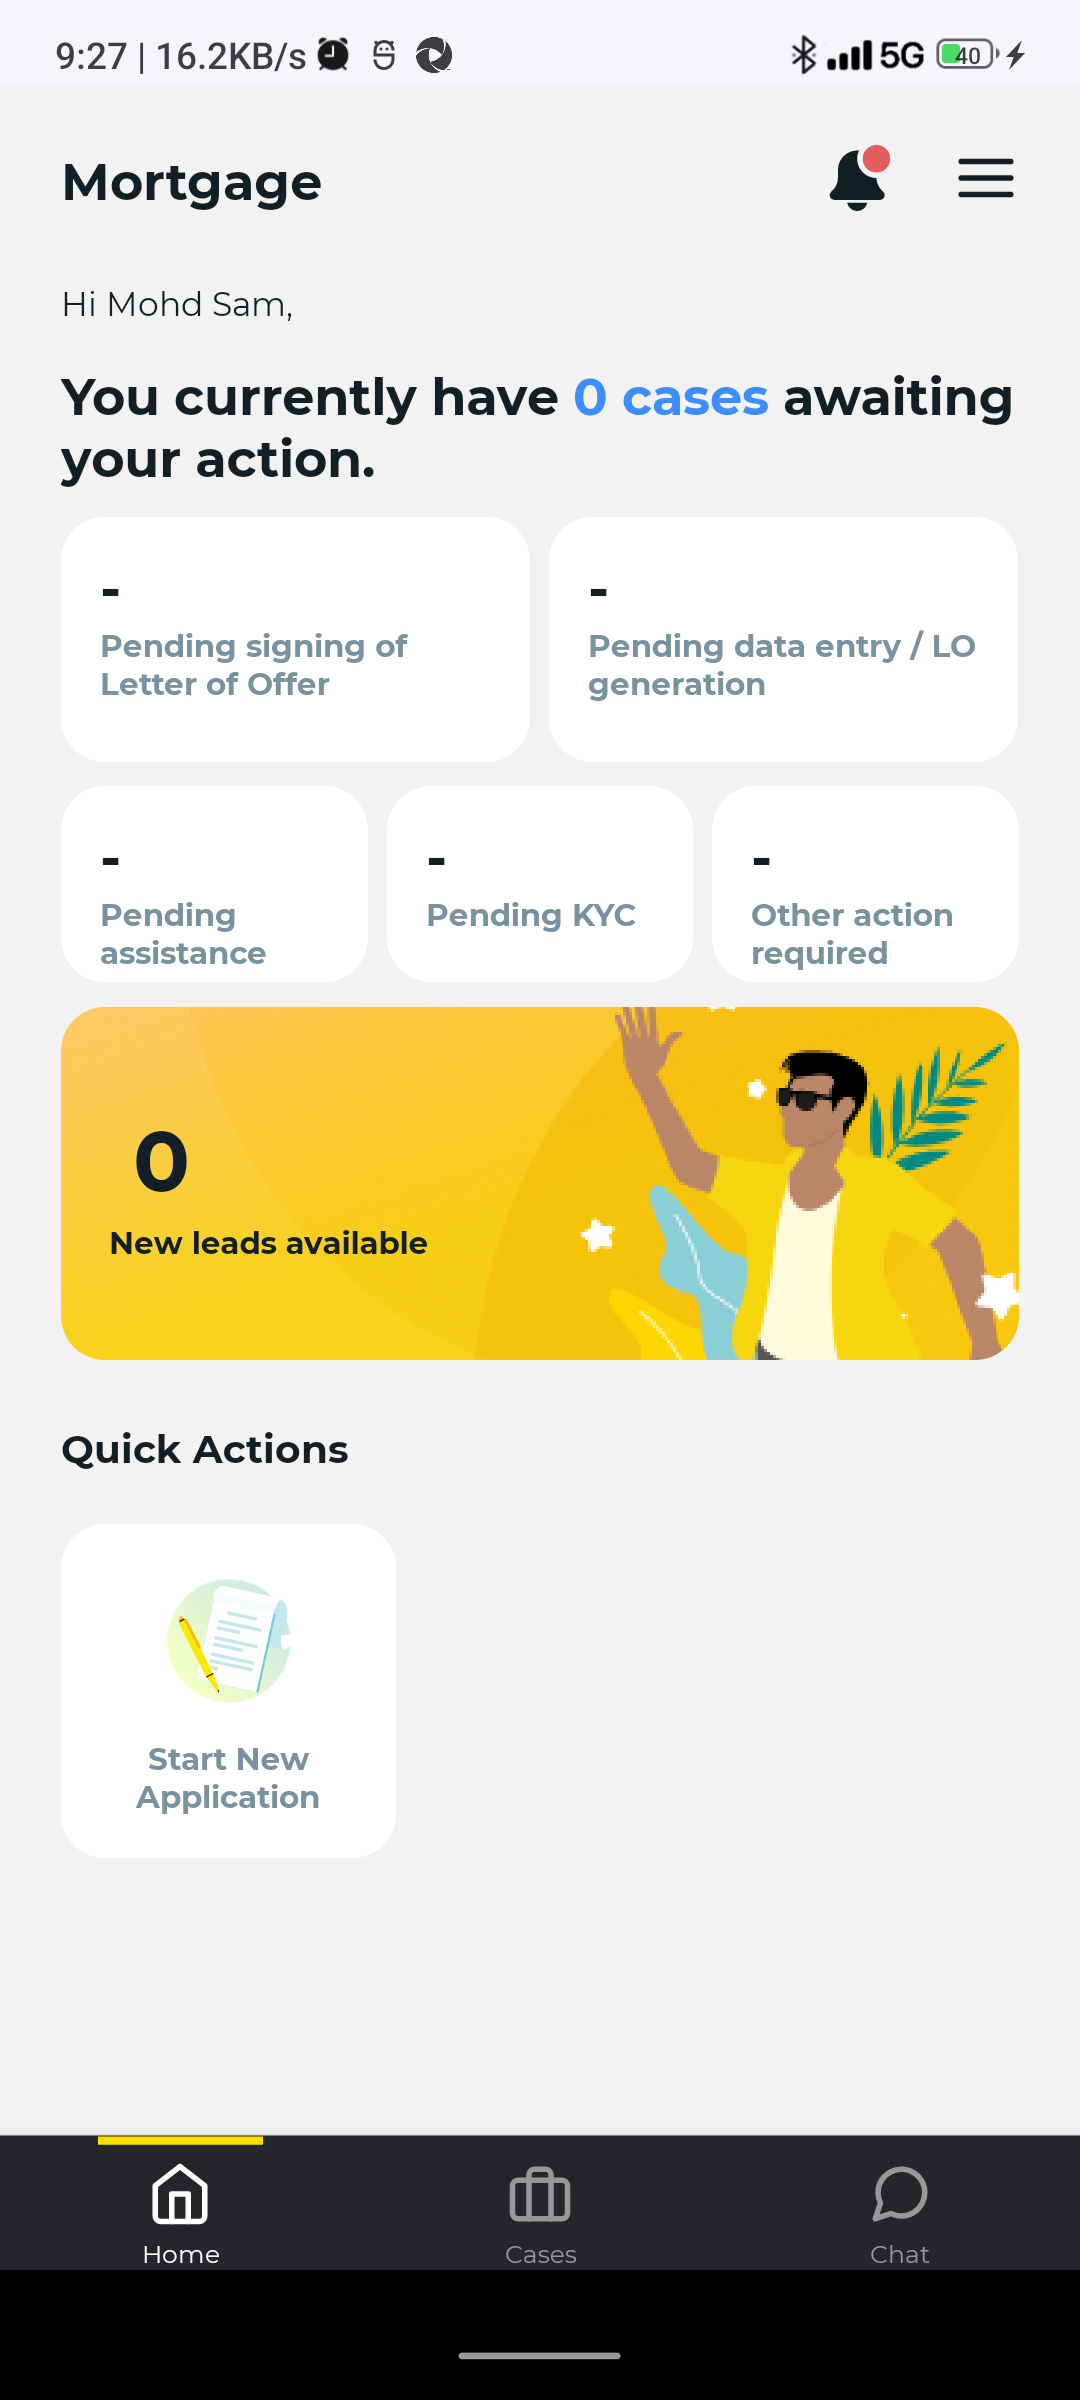 9:27 | 16.2KB/s 5G 40
Mortgage
Hi Mohd Sam,
You currently have 0 cases awaiting
your action.
-
Pending signing of
Letter of Offer
-
Pending data entry / LO
generation
-
Pending
assistance
-
Pending KYC
-
Other action
required
0
New leads available
Quick Actions
Start New
Application
Home
Cases
Chat